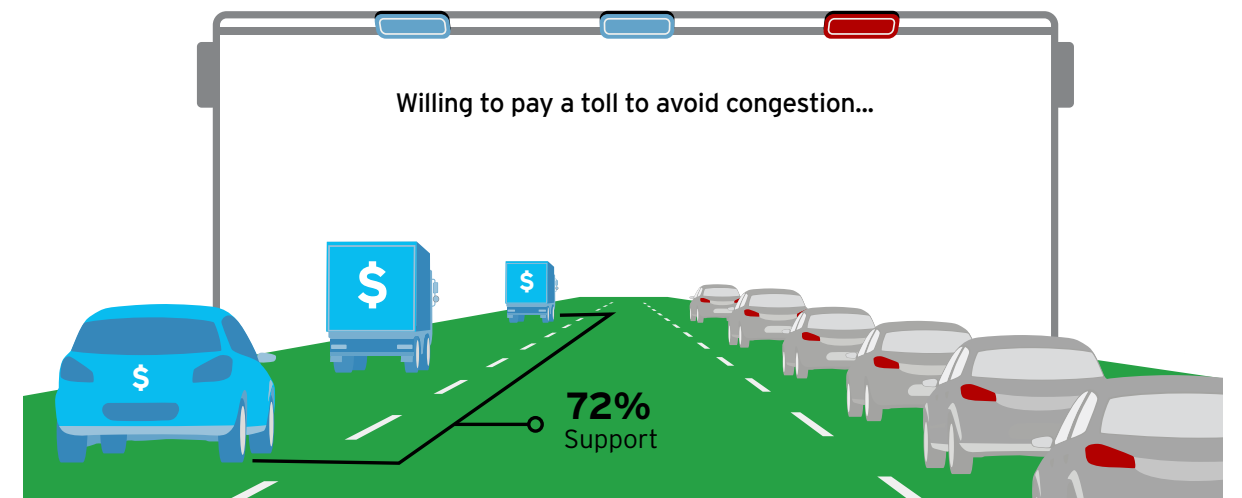 Willing to pay a toll to avoid congestion...
$
$
$
72%
Support